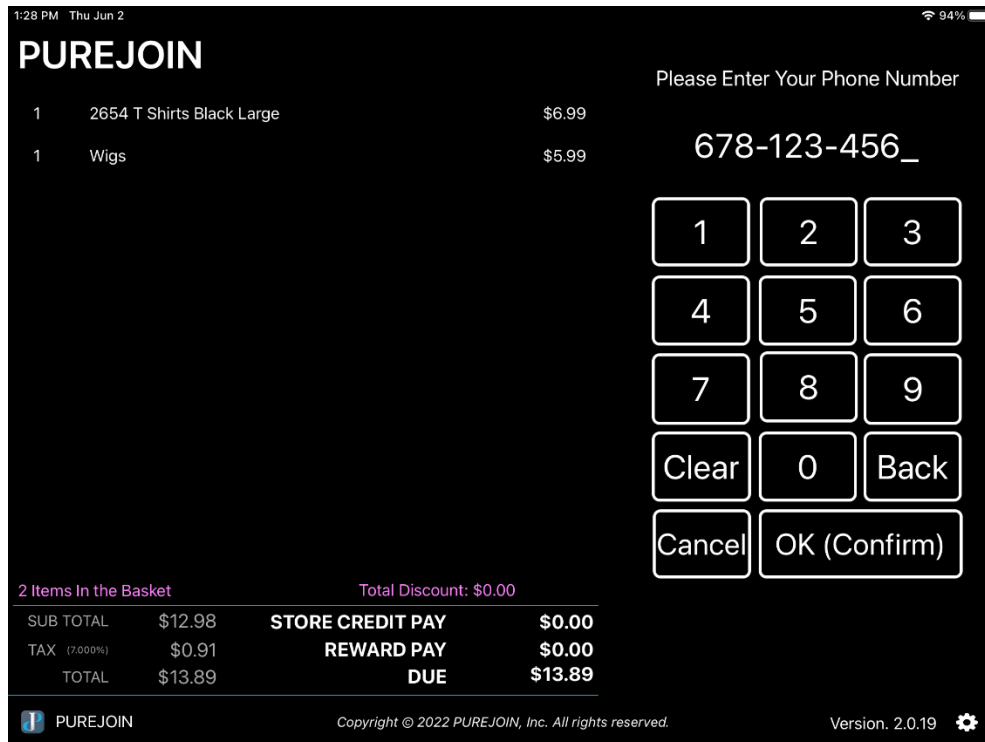 1:28 PM Thu Jun 2 94%
PUREJOIN
1 2654 T Shirts Black Large $6.99
1 Wigs $5.99
2 Items In the Basket Total Discount: $0.00
SUB TOTAL $12.98 STORE CREDIT PAY $0.00
TAX (7.000%) $0.91 REWARD PAY $0.00
TOTAL $13.89 DUE $13.89
Please Enter Your Phone Number
678-123-456_
1 2 3
4 5 6
7 8 9
Clear 0 Back
Cancel OK (Confirm)
PUREJOIN Copyright © 2022 PUREJOIN, Inc. All rights reserved. Version. 2.0.19